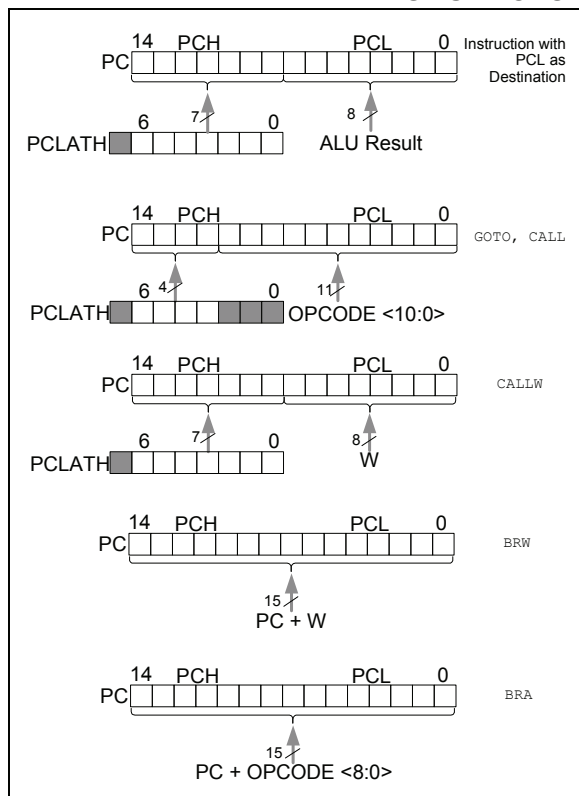 14 PCH PCL 0
PC
Instruction with
PCL as
Destination
7 8
6 0
PCLATH
ALU Result
14 PCH PCL 0
PC
GOTO, CALL
4 11
6 0
PCLATH
OPCODE <10:0>
14 PCH PCL 0
PC
CALLW
7 8
6 0
W
PCLATH
14 PCH PCL 0
PC
BRW
15
PC + W
14 PCH PCL 0
PC
BRA
15
PC + OPCODE <8:0>